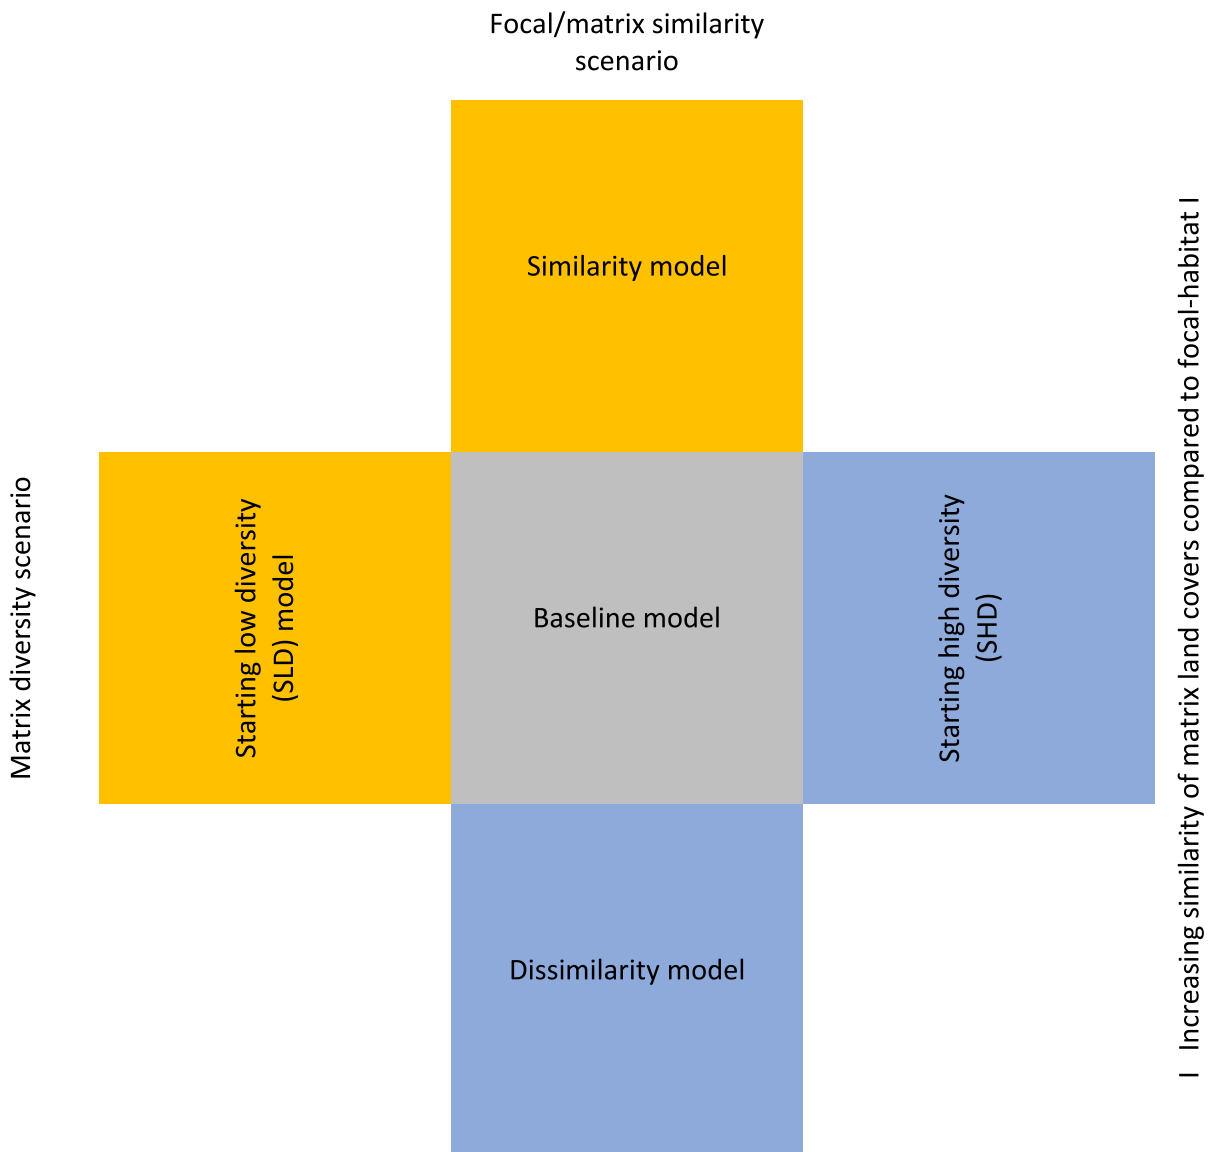 Focal/matrix similarity
scenario
Similarity model
Matrix diversity scenario
Starting low diversity
(SLD) model
Baseline model
Starting high diversity
(SHD)
I Increasing similarity of matrix land covers compared to focal-habitat I
Dissimilarity model